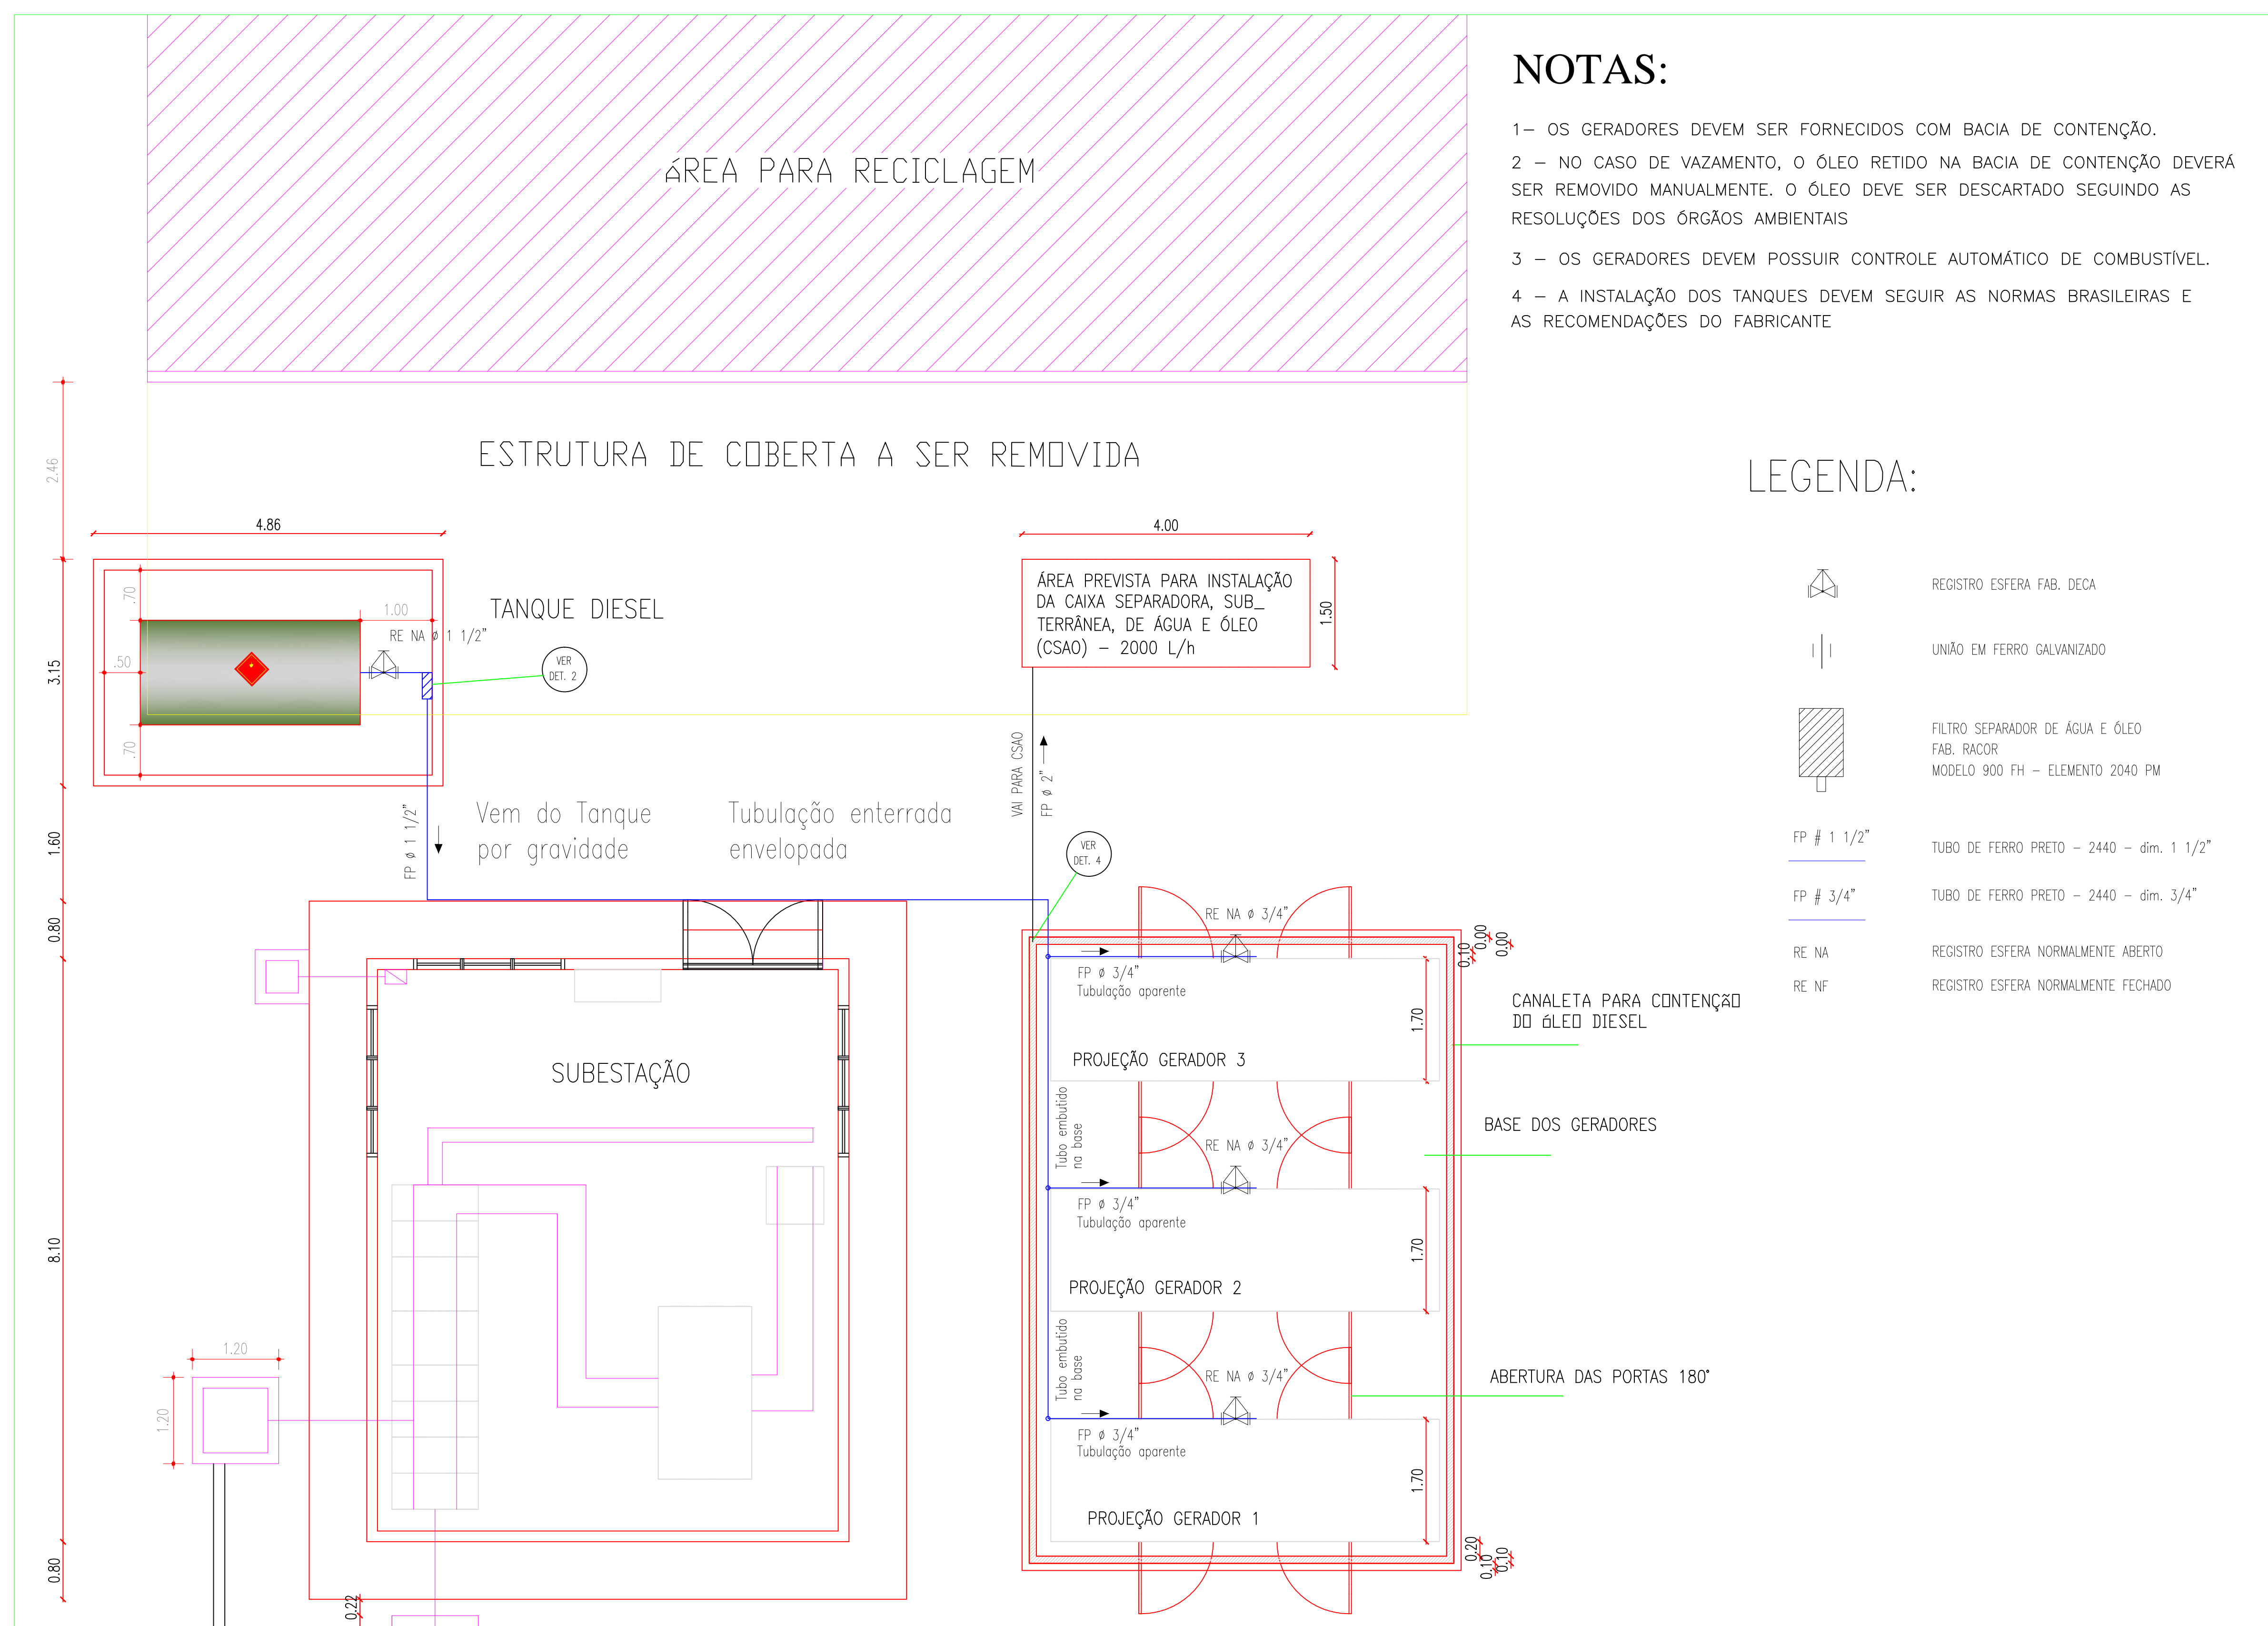 NOTAS:
1- OS GERADORES DEVEM SER FORNECIDOS COM BACIA DE CONTENÇÃO.
2 - NO CASO DE VAZAMENTO, O ÓLEO RETIDO NA BACIA DE CONTENÇÃO DEVERÁ
SER REMOVIDO MANUALMENTE. O ÓLEO DEVE SER DESCARTADO SEGUINDO AS
RESOLUÇÕES DOS ÓRGÃOS AMBIENTAIS
3 - OS GERADORES DEVEM POSSUIR CONTROLE AUTOMÁTICO DE COMBUSTÍVEL.
4 - A INSTALAÇÃO DOS TANQUES DEVEM SEGUIR AS NORMAS BRASILEIRAS E
AS RECOMENDAÇÕES DO FABRICANTE
ÁREA PARA RECICLAGEM
ESTRUTURA DE COBERTA A SER REMOVIDA
2.46
4.86
4.00
.70
1.00
TANQUE DIESEL
RE NA ø 1 1/2"
.50
3.15
.70
VER
DET. 2
ÁREA PREVISTA PARA INSTALAÇÃO
DA CAIXA SEPARADORA, SUB_
TERRÂNEA, DE ÁGUA E ÓLEO
(CSAO) - 2000 L/h
1.50
VAI PARA CSAO
FP ø 2"
FP ø 1 1/2"
Vem do Tanque
por gravidade
Tubulação enterrada
envelopada
VER
DET. 4
1.60
0.80
8.10
0.80
0.22
1.20
1.20
SUBESTAÇÃO
RE NA ø 3/4"
FP ø 3/4"
Tubulação aparente
PROJEÇÃO GERADOR 3
1.70
0.10
0.00
0.00
Tubo embutido
na base
RE NA ø 3/4"
FP ø 3/4"
Tubulação aparente
PROJEÇÃO GERADOR 2
1.70
Tubo embutido
na base
RE NA ø 3/4"
FP ø 3/4"
Tubulação aparente
PROJEÇÃO GERADOR 1
1.70
0.20
0.10
0.10
CANALETA PARA CONTENÇÃO
DO ÓLEO DIESEL
BASE DOS GERADORES
ABERTURA DAS PORTAS 180°
LEGENDA:
REGISTRO ESFERA FAB. DECA
UNIÃO EM FERRO GALVANIZADO
FILTRO SEPARADOR DE ÁGUA E ÓLEO
FAB. RACOR
MODELO 900 FH - ELEMENTO 2040 PM
FP # 1 1/2"
TUBO DE FERRO PRETO - 2440 - dim. 1 1/2"
FP # 3/4"
TUBO DE FERRO PRETO - 2440 - dim. 3/4"
RE NA
REGISTRO ESFERA NORMALMENTE ABERTO
RE NF
REGISTRO ESFERA NORMALMENTE FECHADO